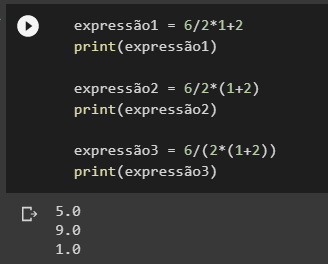 expressão1 = 6/2*1+2
print(expressão1)
expressão2 = 6/2*(1+2)
print(expressão2)
expressão3 = 6/(2*(1+2))
print(expressão3)
5.0
9.0
1.0